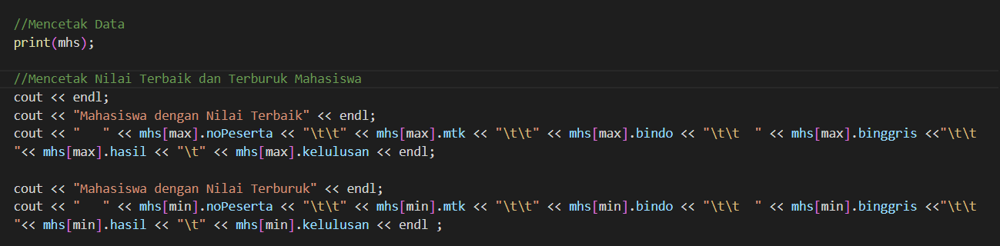 //Mencetak Data
print(mhs);
//Mencetak Nilai Terbaik dan Terburuk Mahasiswa
cout << endl;
cout << "Mahasiswa dengan Nilai Terbaik" << endl;
cout << "   " << mhs[max].noPeserta << "\t\t" << mhs[max].mtk << "\t\t" << mhs[max].bindo << "\t\t  " << mhs[max].binggris <<"\t\t
"<< mhs[max].hasil << "\t" << mhs[max].kelulusan << endl;
cout << "Mahasiswa dengan Nilai Terburuk" << endl;
cout << "   " << mhs[min].noPeserta << "\t\t" << mhs[min].mtk << "\t\t" << mhs[min].bindo << "\t\t  " << mhs[min].binggris <<"\t\t
"<< mhs[min].hasil << "\t" << mhs[min].kelulusan << endl ;